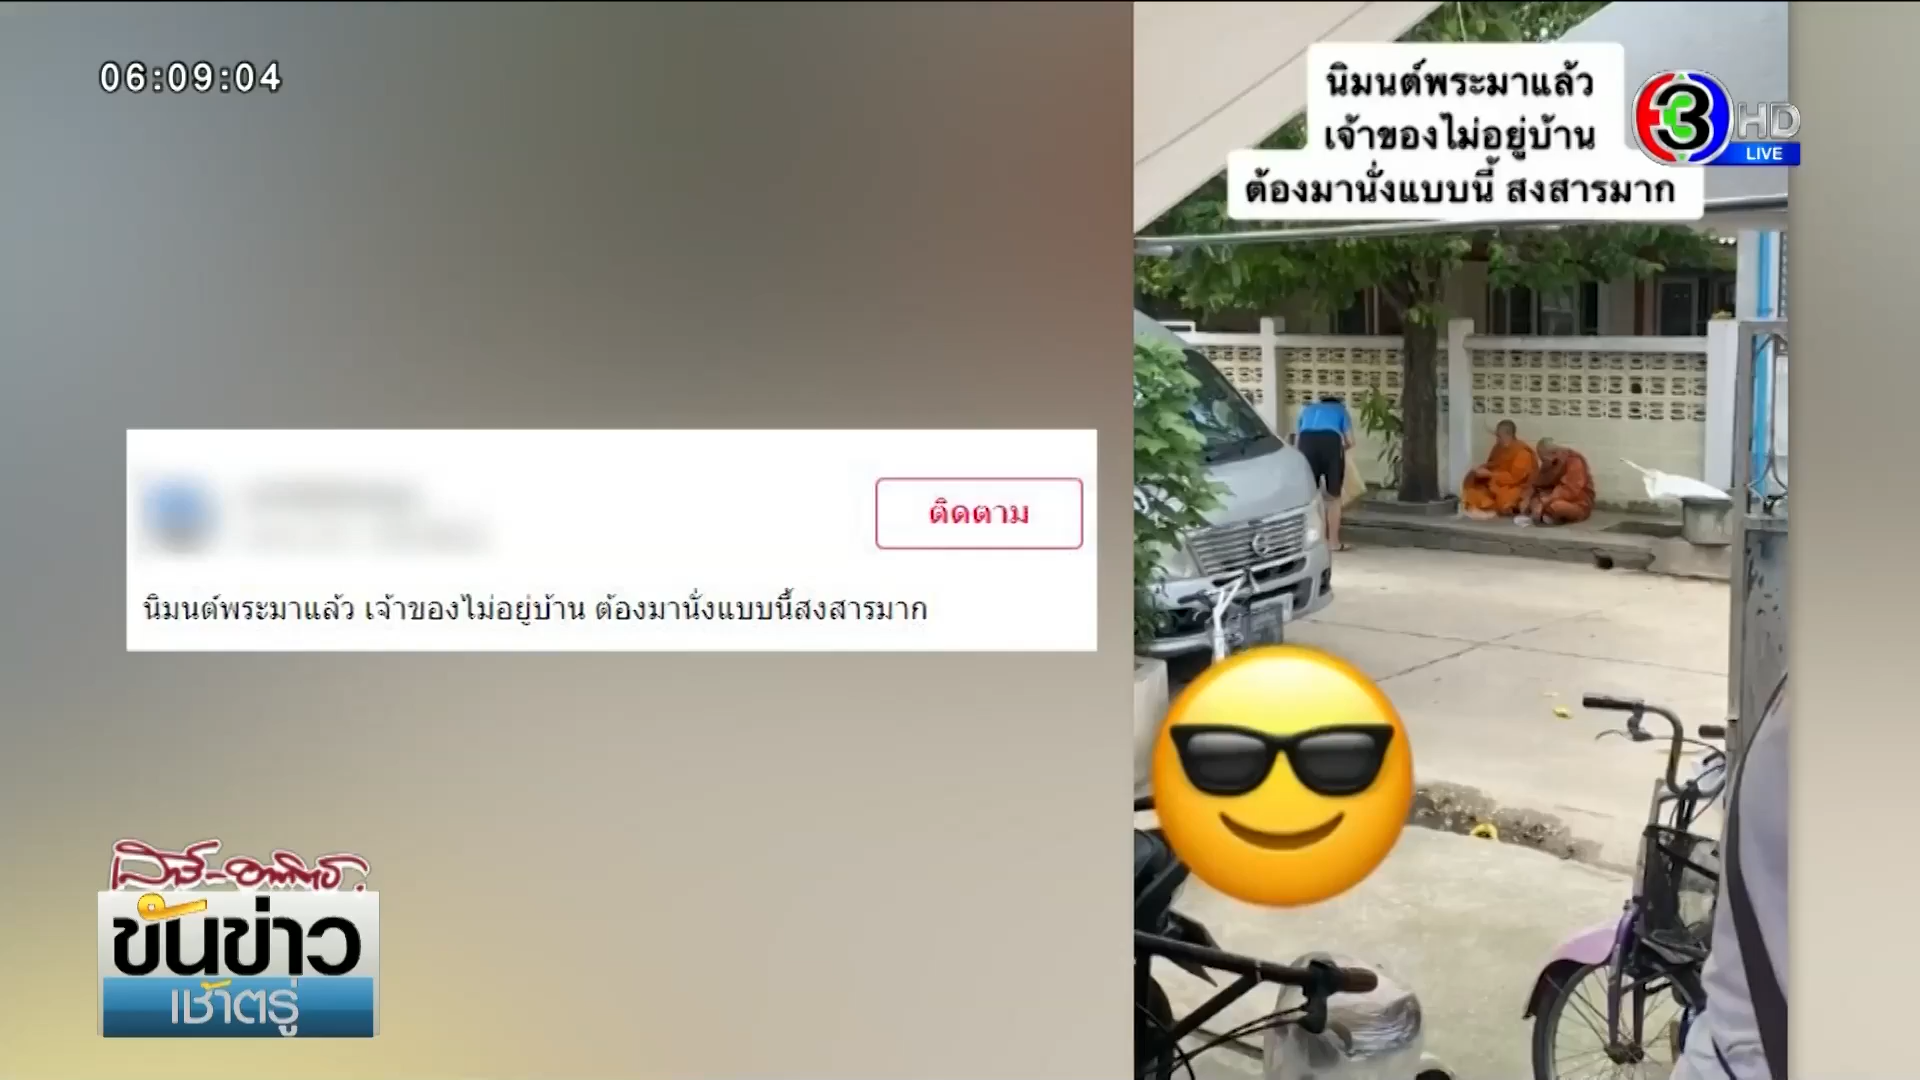 06:09:04
นิมนต์พระมาแล้ว
เจ้าของไม่อยู่บ้าน
ต้องมานั่งแบบนี้ สงสารมาก
3 HD
LIVE
ติดตาม
นิมนต์พระมาแล้ว เจ้าของไม่อยู่บ้าน ต้องมานั่งแบบนี้สงสารมาก
ขันข่าว
เช้าตรู่